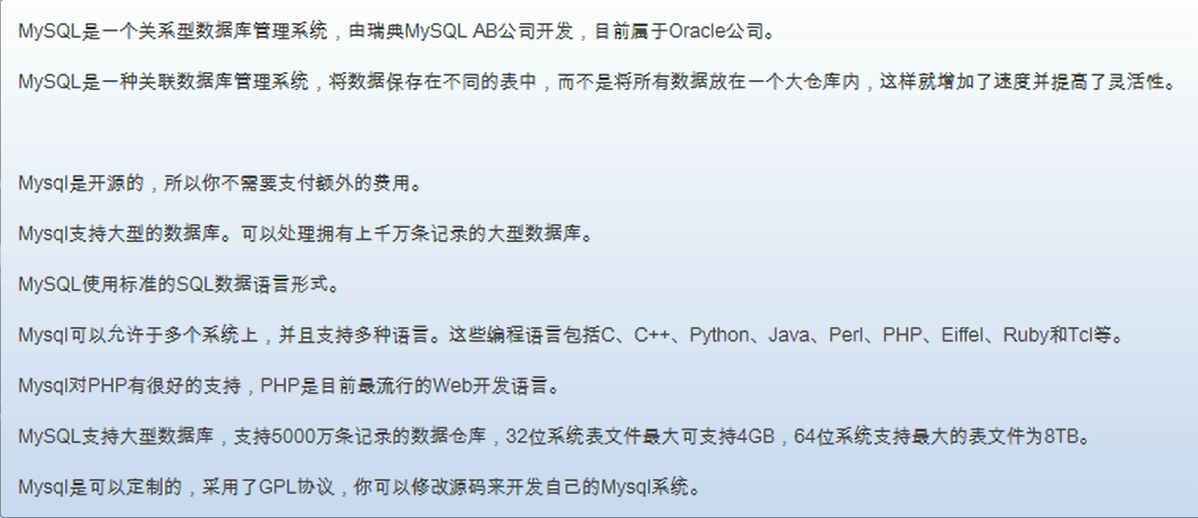 MySQL是一个关系型数据库管理系统，由瑞典MySQL AB公司开发，目前属于Oracle公司。
MySQL是一种关联数据库管理系统，将数据保存在不同的表中，而不是将所有数据放在一个大仓库内，这样就增加了速度并提高了灵活性。
Mysql是开源的，所以你不需要支付额外的费用。
Mysql支持大型的数据库。可以处理拥有上千万条记录的大型数据库。
MySQL使用标准的SQL数据语言形式。
Mysql可以允许于多个系统上，并且支持多种语言。这些编程语言包括C、C++、Python、Java、Perl、PHP、Eiffel、Ruby和Tcl等。
Mysql对PHP有很好的支持，PHP是目前最流行的Web开发语言。
MySQL支持大型数据库，支持5000万条记录的数据仓库，32位系统表文件最大可支持4GB，64位系统支持最大的表文件为8TB。
Mysql是可以定制的，采用了GPL协议，你可以修改源码来开发自己的Mysql系统。